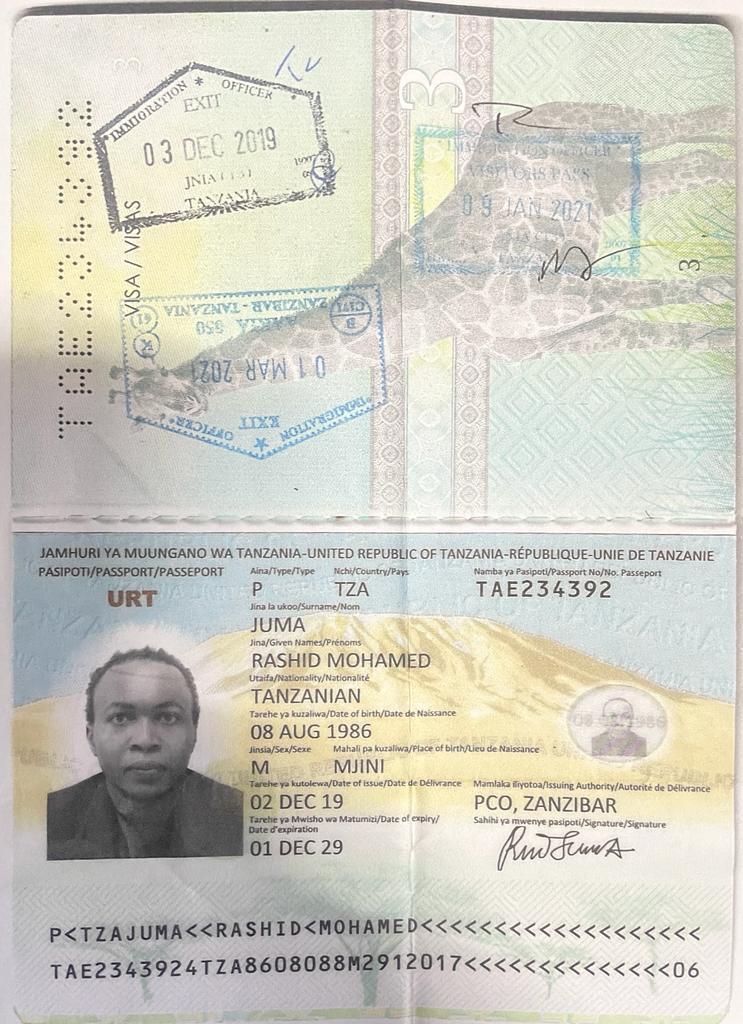 IMMIGRATION * OFFICER
EXIT
03 DEC 2019
JNIA
TANZANIA
TAE234392
VISA / VISAS
3
IMMIGRATION OFFICER
VISITORS PASS
09 JAN 2021
3
IMMIGRATION OFFICER
EXIT
01 MAR 2021
ZANZIBAR - TANZANIA
JAMHURI YA MUUNGANO WA TANZANIA-UNITED REPUBLIC OF TANZANIA-RÉPUBLIQUE-UNIE DE TANZANIE
PASIPOTI/PASSPORT/PASSEPORT Aina/Type/Type Nchi/Country/Pays Namba ya Pasipoti/Passport No/No. Passeport
URT P TZA TAE234392
Jina la ukoo/Surname/Nom
JUMA
Jina/Given Names/Prénoms
RASHID MOHAMED
Utaifa/Nationality/Nationalité
TANZANIAN
Tarehe ya kuzaliwa/Date of birth/Date de Naissance
08 AUG 1986
Jinsia/Sex/Sexe Mahali pa kuzaliwa/Place of birth/Lieu de Naissance
M MJINI
Tarehe ya kutolewa/Date of Issue/Date de Délivrance Mamlaka iliyotoa/Issuing Authority/Autorité de Délivrance
02 DEC 19 PCO, ZANZIBAR
Tarehe ya Mwisho wa Matumizi/Date of expiry/ Sahihi ya mwenye pasipoti/Signature/Signature
Date d'expiration
01 DEC 29
P<TZAJUMA<<RASHID<MOHAMED<<<<<<<<<<<<<<<<<<<
TAE2343924TZA8608088M2912017<<<<<<<<<<<<<<06